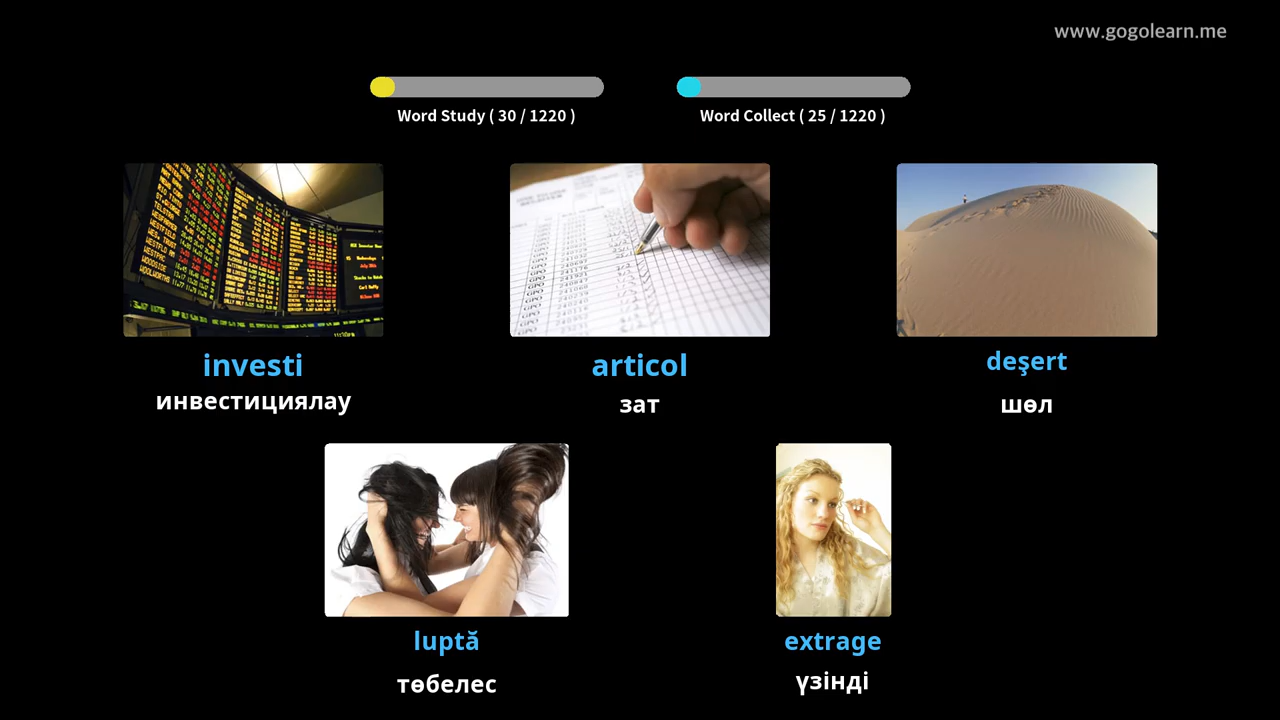 www.gogolearn.me
Word Study ( 30 / 1220 )
Word Collect ( 25 / 1220 )
investi
articol
deşert
инвестициялау
зат
шөл
luptă
extrage
төбелес
үзінді